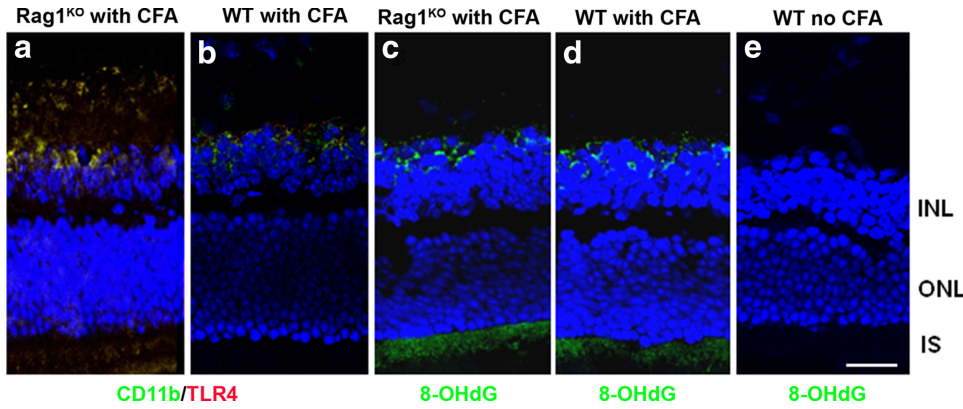 Rag1KO with CFA WT with CFA Rag1KO with CFA WT with CFA WT no CFA
a b c d e
INL
ONL
IS
CD11b/TLR4 8-OHdG 8-OHdG 8-OHdG